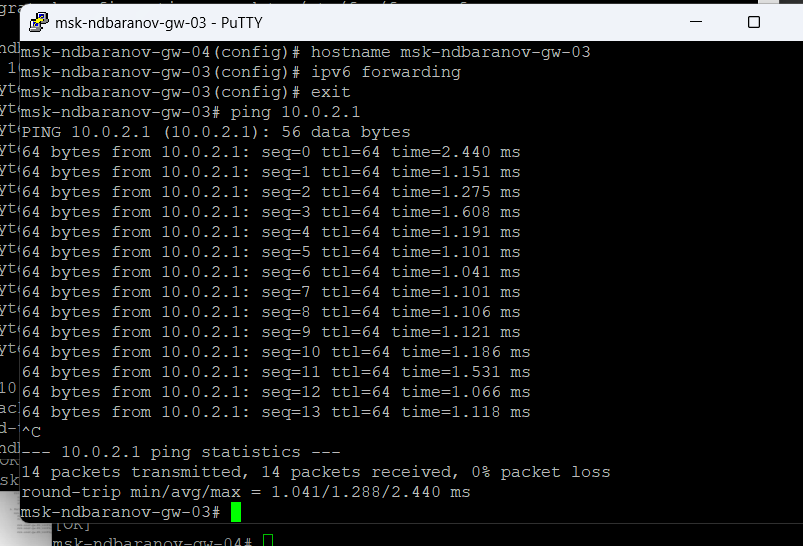 msk-ndbaranov-gw-03 - PuTTY
msk-ndbaranov-gw-04(config)# hostname msk-ndbaranov-gw-03
msk-ndbaranov-gw-03(config)# ipv6 forwarding
msk-ndbaranov-gw-03(config)# exit
msk-ndbaranov-gw-03# ping 10.0.2.1
PING 10.0.2.1 (10.0.2.1): 56 data bytes
64 bytes from 10.0.2.1: seq=0 ttl=64 time=2.440 ms
64 bytes from 10.0.2.1: seq=1 ttl=64 time=1.151 ms
64 bytes from 10.0.2.1: seq=2 ttl=64 time=1.275 ms
64 bytes from 10.0.2.1: seq=3 ttl=64 time=1.608 ms
64 bytes from 10.0.2.1: seq=4 ttl=64 time=1.191 ms
64 bytes from 10.0.2.1: seq=5 ttl=64 time=1.101 ms
64 bytes from 10.0.2.1: seq=6 ttl=64 time=1.041 ms
64 bytes from 10.0.2.1: seq=7 ttl=64 time=1.101 ms
64 bytes from 10.0.2.1: seq=8 ttl=64 time=1.106 ms
64 bytes from 10.0.2.1: seq=9 ttl=64 time=1.121 ms
64 bytes from 10.0.2.1: seq=10 ttl=64 time=1.186 ms
64 bytes from 10.0.2.1: seq=11 ttl=64 time=1.531 ms
64 bytes from 10.0.2.1: seq=12 ttl=64 time=1.066 ms
64 bytes from 10.0.2.1: seq=13 ttl=64 time=1.118 ms
^C
--- 10.0.2.1 ping statistics ---
14 packets transmitted, 14 packets received, 0% packet loss
round-trip min/avg/max = 1.041/1.288/2.440 ms
msk-ndbaranov-gw-03#
[OK]
msk-ndbaranov-gw-04#